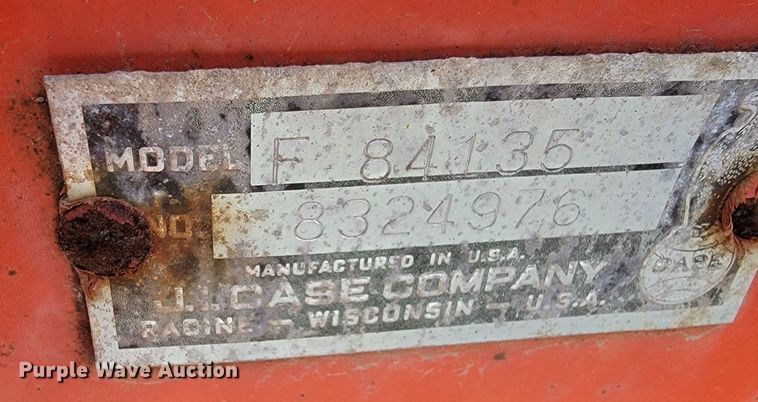 MODEL F 84135
NO. 8324976
MANUFACTURED IN U.S.A.
J.I. CASE COMPANY
RACINE — WISCONSIN — U.S.A.
CASE
Purple Wave Auction